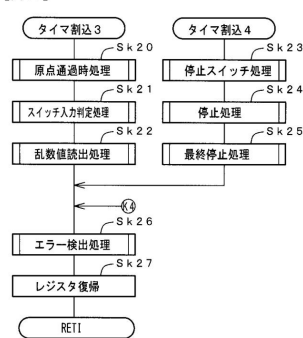 タイマ割込3
Sk20
原点通過時処理
Sk21
スイッチ入力判定処理
Sk22
乱数値読出処理
タイマ割込4
Sk23
停止スイッチ処理
Sk24
停止処理
Sk25
最終停止処理
K4
Sk26
エラー検出処理
Sk27
レジスタ復帰
RETI